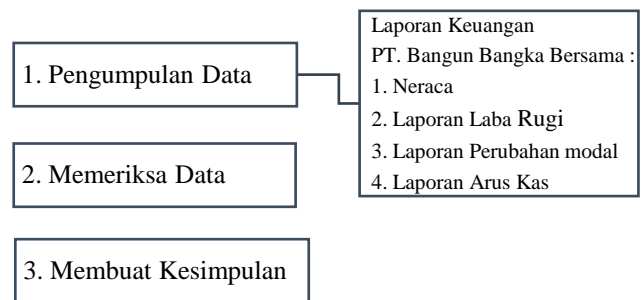 1. Pengumpulan Data
Laporan Keuangan
PT. Bangun Bangka Bersama :
1. Neraca
2. Laporan Laba Rugi
3. Laporan Perubahan modal
4. Laporan Arus Kas
2. Memeriksa Data
3. Membuat Kesimpulan